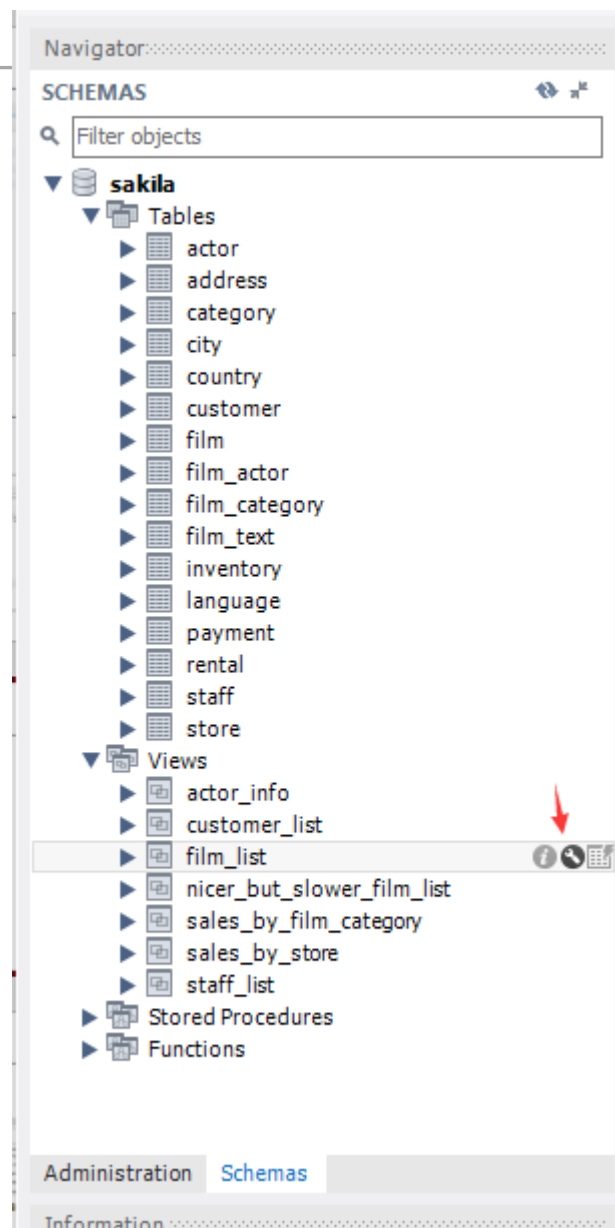 Navigator
SCHEMAS
Filter objects
sakila
Tables
actor
address
category
city
country
customer
film
film_actor
film_category
film_text
inventory
language
payment
rental
staff
store
Views
actor_info
customer_list
film_list
nicer_but_slower_film_list
sales_by_film_category
sales_by_store
staff_list
Stored Procedures
Functions
Administration Schemas
Information